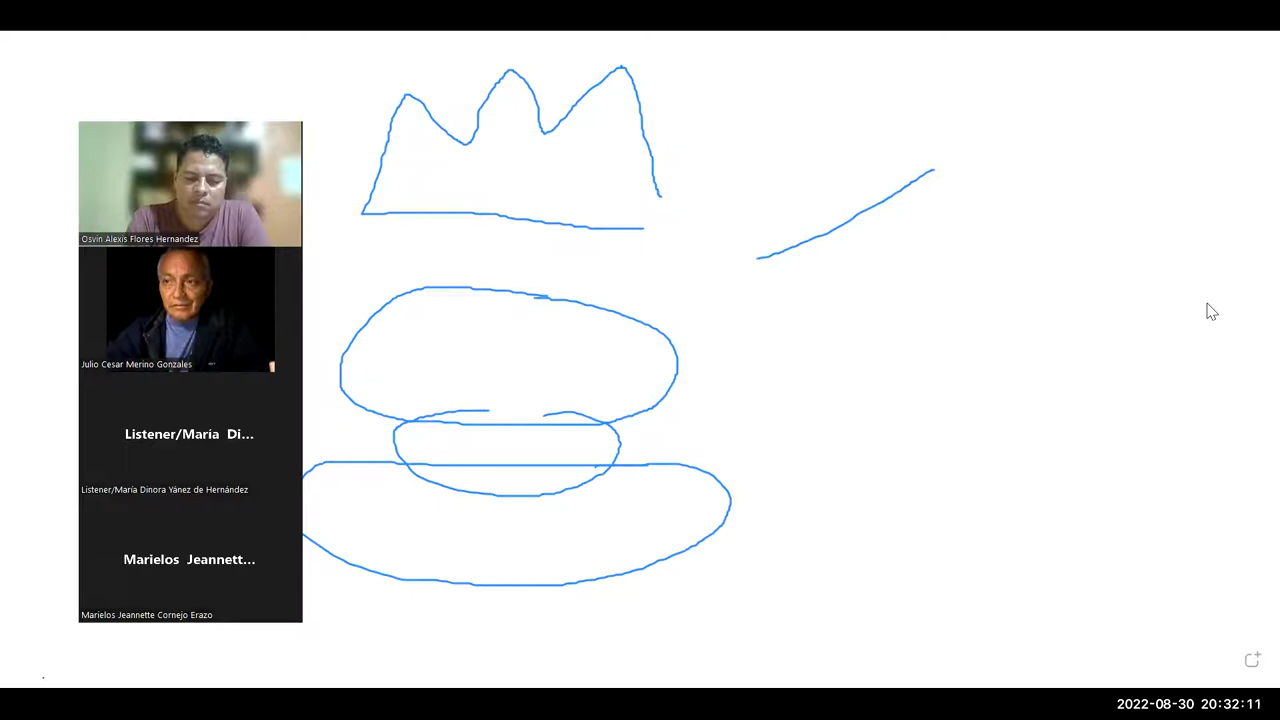 Osvin Alexis Flores Hernandez
Julio Cesar Merino Gonzales
Listener/María Di...
Listener/María Dinora Yánez de Hernández
Marielos Jeannett...
Marielos Jeannette Cornejo Erazo
2022-08-30 20:32:11